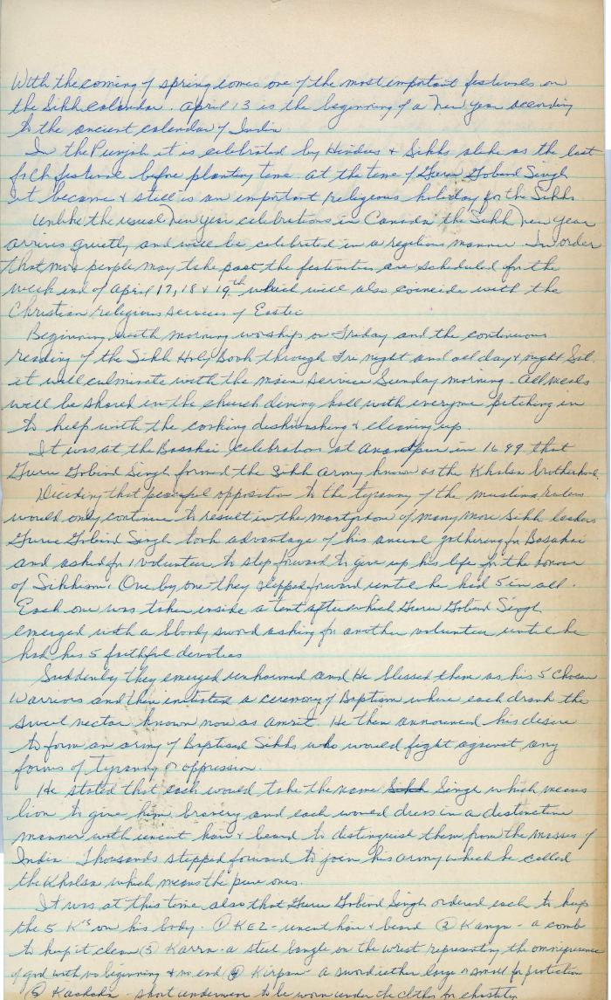 With the coming of spring comes one of the most important festivals on
the Sikh calendar. April 13 is the beginning of a New Year according
to the ancient calendar of India
In the Punjab it is celebrated by Hindus & Sikhs alike as the last
festival before planting time at the time of Guru Gobind Singh
it became & still is an important religious holiday for the Sikhs.
Unlike the usual New Year celebrations in Canada the Sikh New Year
arrives quietly and will be celebrated in a manner. In order
that more people may take part the festivities are scheduled for the
week end of April 17, 18 & 19th which will also coincide with the
Christian religious services of Easter
Beginning with morning worship on Friday and the continuous
reading of the Sikh Holy Book through Fri night and all day & night Sat.
it will culminate with the main service Sunday morning. All meals
will be shared in the church dining hall with everyone pitching in
to help with the cooking dishwashing & cleaning up.
It was at the celebration at in 1699 that
Guru Gobind Singh formed the Sikh Army known as the Khalsa brotherhood.
Deciding that peaceful opposition to the tyranny of the muslim rulers
would only continue to result in the of many more Sikh leaders
Guru Gobind Singh took advantage of his gathering for
and asked for 1 volunteer to step forward to give up his life for the honour
of Sikhism. One by one they stepped forward until he had 5 in all.
Each one was taken inside a tent after which Guru Gobind Singh
emerged with a bloody sword asking for another volunteer until he
had his 5 faithful devotees
Suddenly they emerged unharmed and He blessed them as his 5 Chosen
Warriors and then initiated a ceremony of Baptism where each drank the
sweet nectar known now as amrit. He then announced his desire
to form an army of Baptised Sikhs who would fight against any
forms of tyranny or oppression.
He stated that each would take the name Sikh Singh which means
lion to give him bravery and each would dress in a distinctive
manner with uncut hair & beard to distinguish them from the masses of
India. Thousands stepped forward to join his army which he called
the Khalsa which means the pure ones.
It was at this time also that Guru Gobind Singh ordered each to keep
the 5 K's on his body. ① KEZ - uncut hair & beard ② Kanga - a comb
to keep it clean ③ Karra - a steel bangle on the wrist representing the omnipresence
of god with no beginning & no end ④ Kirpan - a sword either large or small for protection
⑤ - short underwear to be worn under the cloths for chastity